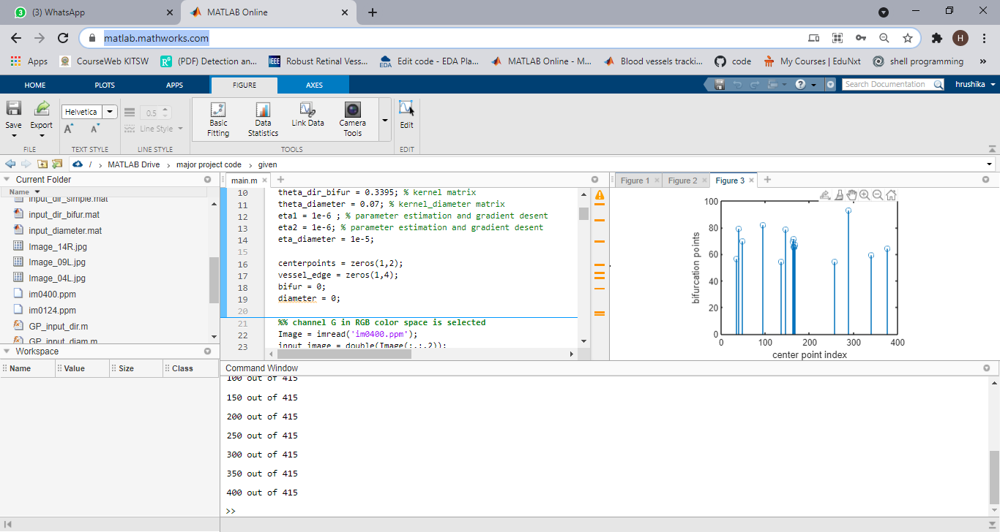 (3) WhatsApp
MATLAB Online
matlab.mathworks.com
H
Apps
CourseWeb KITSW
(PDF) Detection an...
IEEE
Robust Retinal Vess...
EDA
Edit code - EDA Pla...
MATLAB Online - M...
Blood vessels tracki...
code
My Courses | EduNxt
shell programming
»
HOME
PLOTS
APPS
FIGURE
AXES
Search Documentation
hrushika
Save
Export
Helvetica
0.5
Line Style
Basic
Fitting
Data
Statistics
Link Data
Camera
Tools
Edit
FILE
TEXT STYLE
LINE STYLE
TOOLS
EDIT
/ › MATLAB Drive › major project code › given
Current Folder
Name
input_dir_simple.mat
input_dir_bifur.mat
input_diameter.mat
Image_14R.jpg
Image_09L.jpg
Image_04L.jpg
im0400.ppm
im0124.ppm
GP_input_dir.m
GP_input_diam.m
Workspace
Name
Value
Size
Class
main.m
10 theta_dir_bifur = 0.3395; % kernel matrix
11 theta_diameter = 0.07; % kernel_diameter matrix
12 eta1 = 1e-6 ; % parameter estimation and gradient desent
13 eta2 = 1e-6; % parameter estimation and gradient desent
14 eta_diameter = 1e-5;
15
16 centerpoints = zeros(1,2);
17 vessel_edge = zeros(1,4);
18 bifur = 0;
19 diameter = 0;
20
21 %% channel G in RGB color space is selected
22 Image = imread('im0400.ppm');
23 input_image = double(Image(:,:,2));
Figure 1
Figure 2
Figure 3
100
80
60
40
20
0
bifurcation points
0 100 200 300 400
center point index
Command Window
100 out of 415
150 out of 415
200 out of 415
250 out of 415
300 out of 415
350 out of 415
400 out of 415
>>